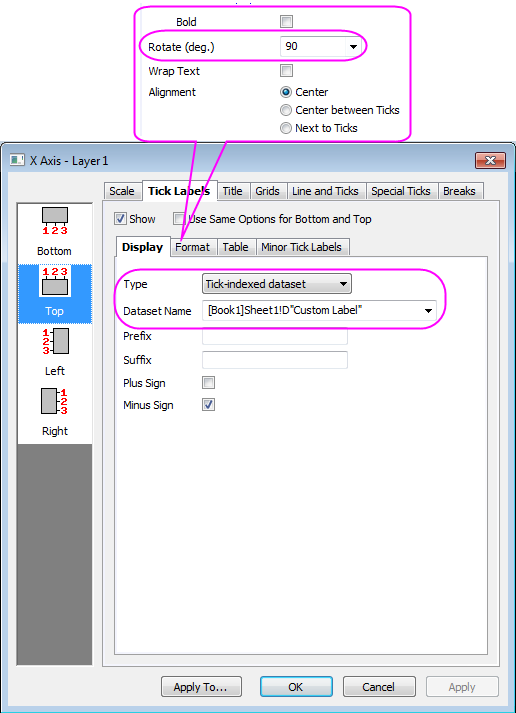 Bold
Rotate (deg.) 90
Wrap Text
Alignment Center
Center between Ticks
Next to Ticks
X Axis - Layer1
Scale Tick Labels Title Grids Line and Ticks Special Ticks Breaks
Show Use Same Options for Bottom and Top
1 2 3
Bottom
1 2 3
Top
1
2
3
Left
1
2
3
Right
Display Format Table Minor Tick Labels
Type Tick-indexed dataset
Dataset Name [Book1]Sheet1!D"Custom Label"
Prefix
Suffix
Plus Sign
Minus Sign
Apply To... OK Cancel Apply